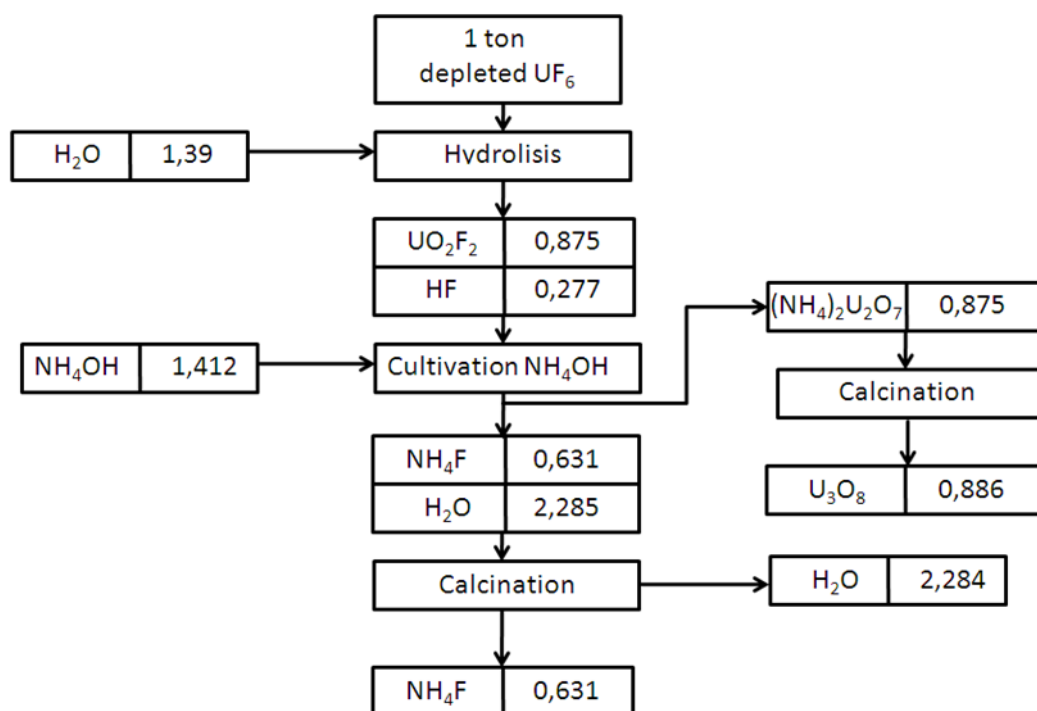 1 ton
depleted UF₆
H₂O 1,39
Hvdrolisis
UO₂F₂ 0,875
HF 0,277
(NH₄)₂U₂O₇ 0,875
NH₄OH 1,412
Cultivation NH₄OH
Calcination
NH₄F 0,631
U₃O₈ 0,886
H₂O 2,285
Calcination
H₂O 2,284
NH₄F 0,631